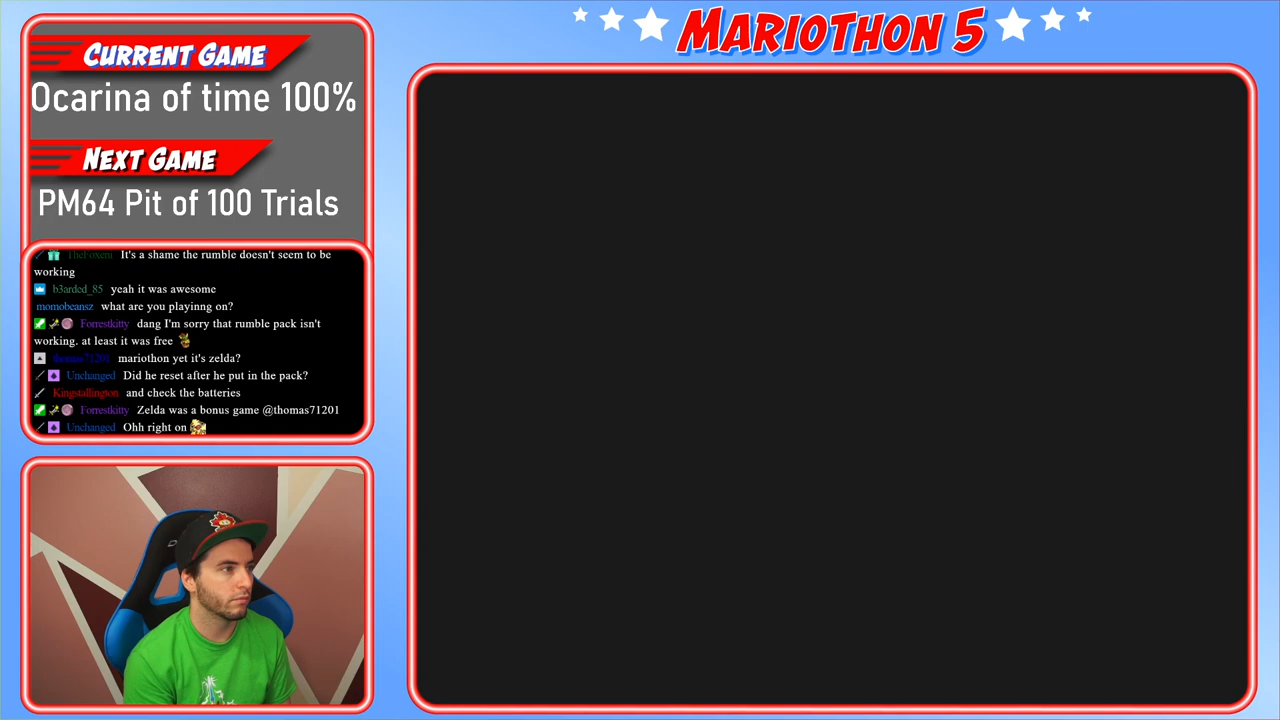 MARIOTHON 5
CURRENT GAME
Ocarina of time 100%
NEXT GAME
PM64 Pit of 100 Trials
TheFoxen It's a shame the rumble doesn't seem to be
working
b3arded_85 yeah it was awesome
momobeansz what are you playinng on?
Forrestkitty dang I'm sorry that rumble pack isn't
working. at least it was free
thomas71201 mariothon yet it's zelda?
Unchanged Did he reset after he put in the pack?
Kingstallington and check the batteries
Forrestkitty Zelda was a bonus game @thomas71201
Unchanged Ohh right on